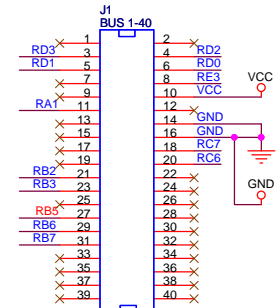 J1
BUS 1-40
1 2
RD3 3 4 RD2
RD1 5 6 RD0
7 8 RE3
VCC
9 10 VCC
RA1 11 12
13 14 GND
15 16 GND
17 18 RC7
19 20 RC6
GND
RB2 21 22
RB3 23 24
25 26
RB5 27 28
RB6 29 30
RB7 31 32
33 34
35 36
37 38
39 40